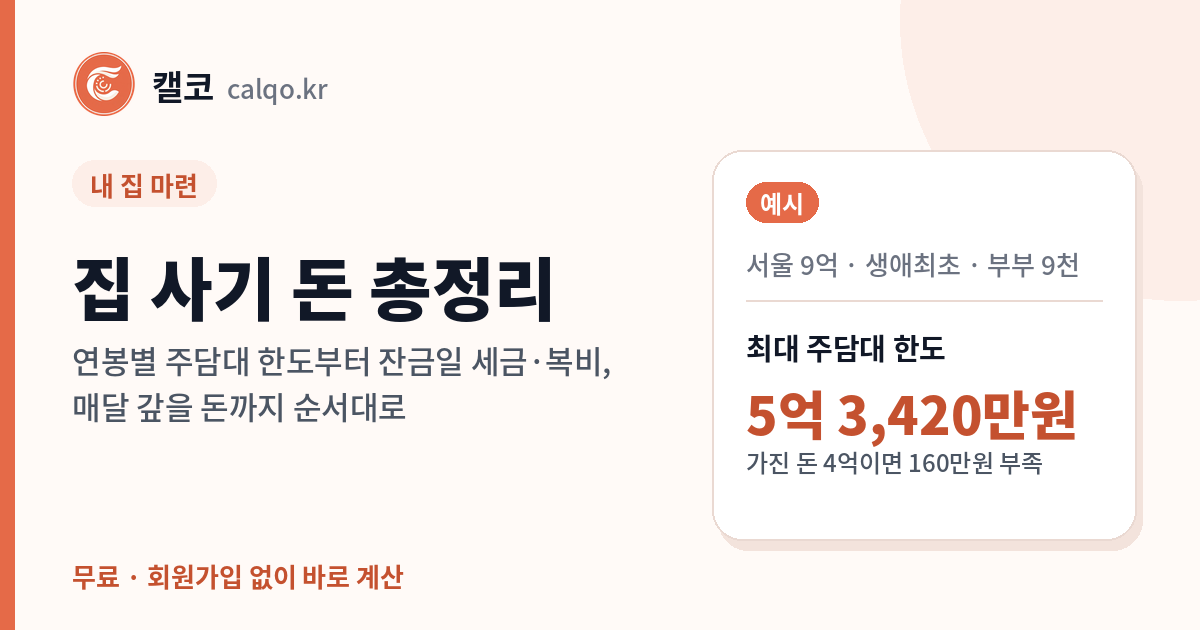 캘코 calqo.kr
내 집 마련
집 사기 돈 총정리
연봉별 주담대 한도부터 잔금일 세금·복비,
매달 갚을 돈까지 순서대로
무료 · 회원가입 없이 바로 계산
예시
서울 9억 · 생애최초 · 부부 9천
최대 주담대 한도
5억 3,420만원
가진 돈 4억이면 160만원 부족